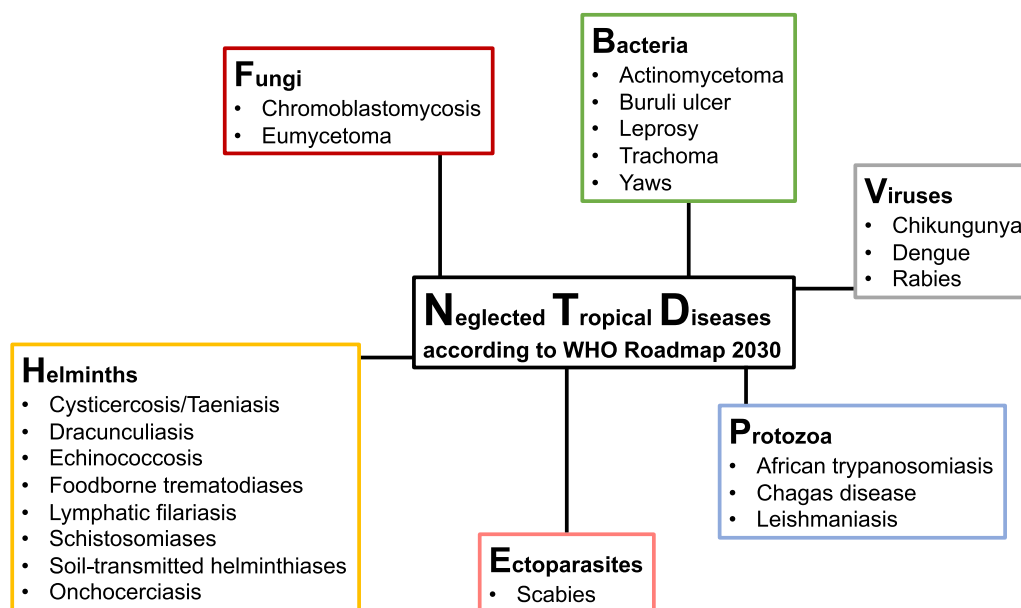 Fungi
• Chromoblastomycosis
• Eumycetoma
Bacteria
• Actinomycetoma
• Buruli ulcer
• Leprosy
• Trachoma
• Yaws
Viruses
• Chikungunya
• Dengue
• Rabies
Neglected Tropical Diseases
according to WHO Roadmap 2030
Helminths
• Cysticercosis/Taeniasis
• Dracunculiasis
• Echinococcosis
• Foodborne trematodiases
• Lymphatic filariasis
• Schistosomiases
• Soil-transmitted helminthiases
• Onchocerciasis
Protozoa
• African trypanosomiasis
• Chagas disease
• Leishmaniasis
Ectoparasites
• Scabies